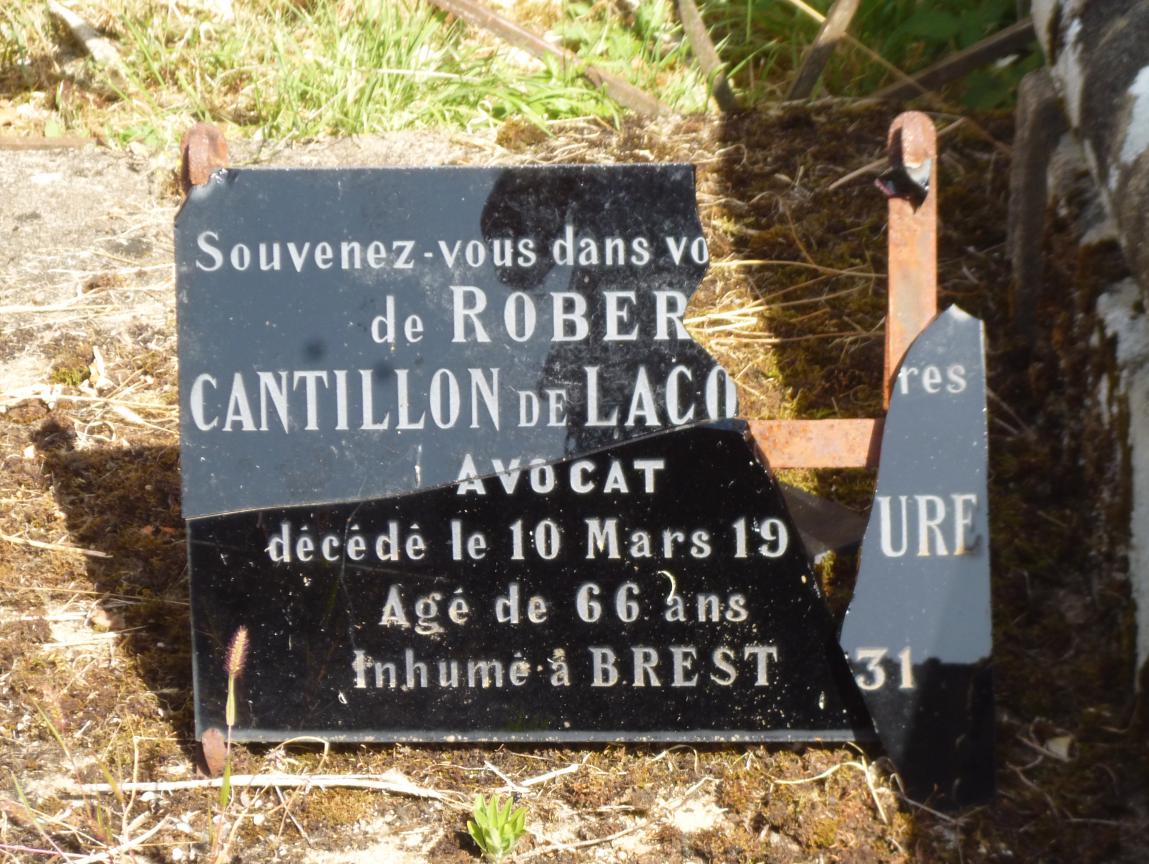 Souvenez-vous dans vo res
de ROBER
CANTILLON DE LACO URE
AVOCAT
décédé le 10 Mars 19 31
Agé de 66 ans
Inhumé à BREST